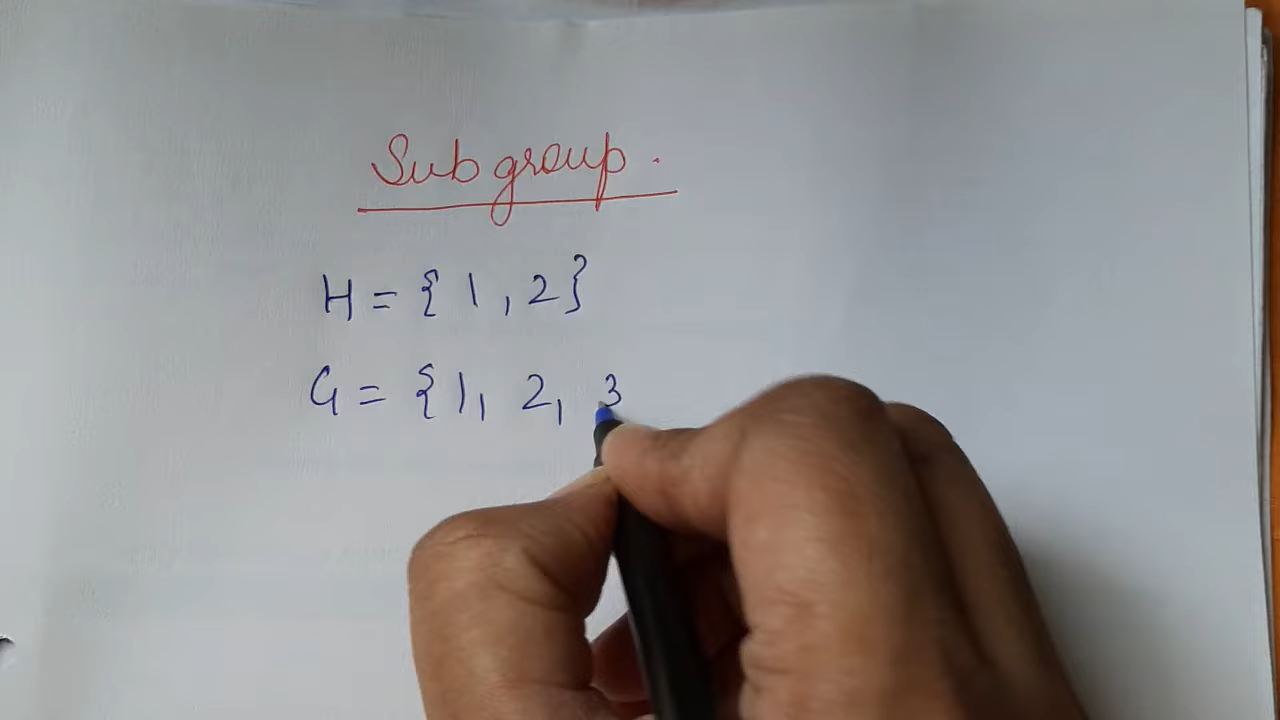 Subgroup.
H = { 1 , 2 }
G = { 1, 2, 3